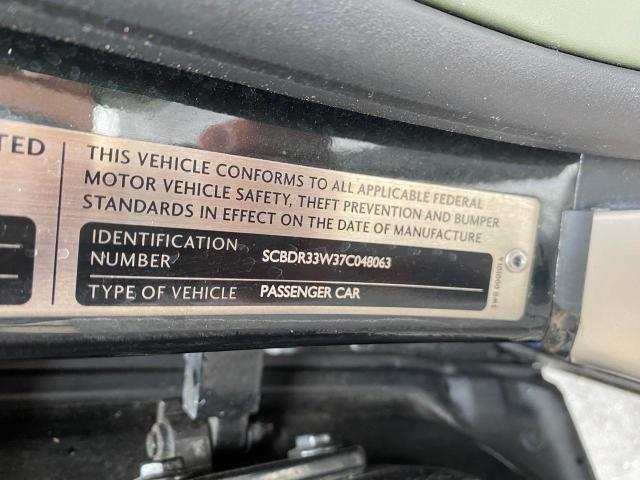 TED
THIS VEHICLE CONFORMS TO ALL APPLICABLE FEDERAL
MOTOR VEHICLE SAFETY, THEFT PREVENTION AND BUMPER
STANDARDS IN EFFECT ON THE DATE OF MANUFACTURE
IDENTIFICATION
NUMBER SCBDR33W37C048063
TYPE OF VEHICLE PASSENGER CAR